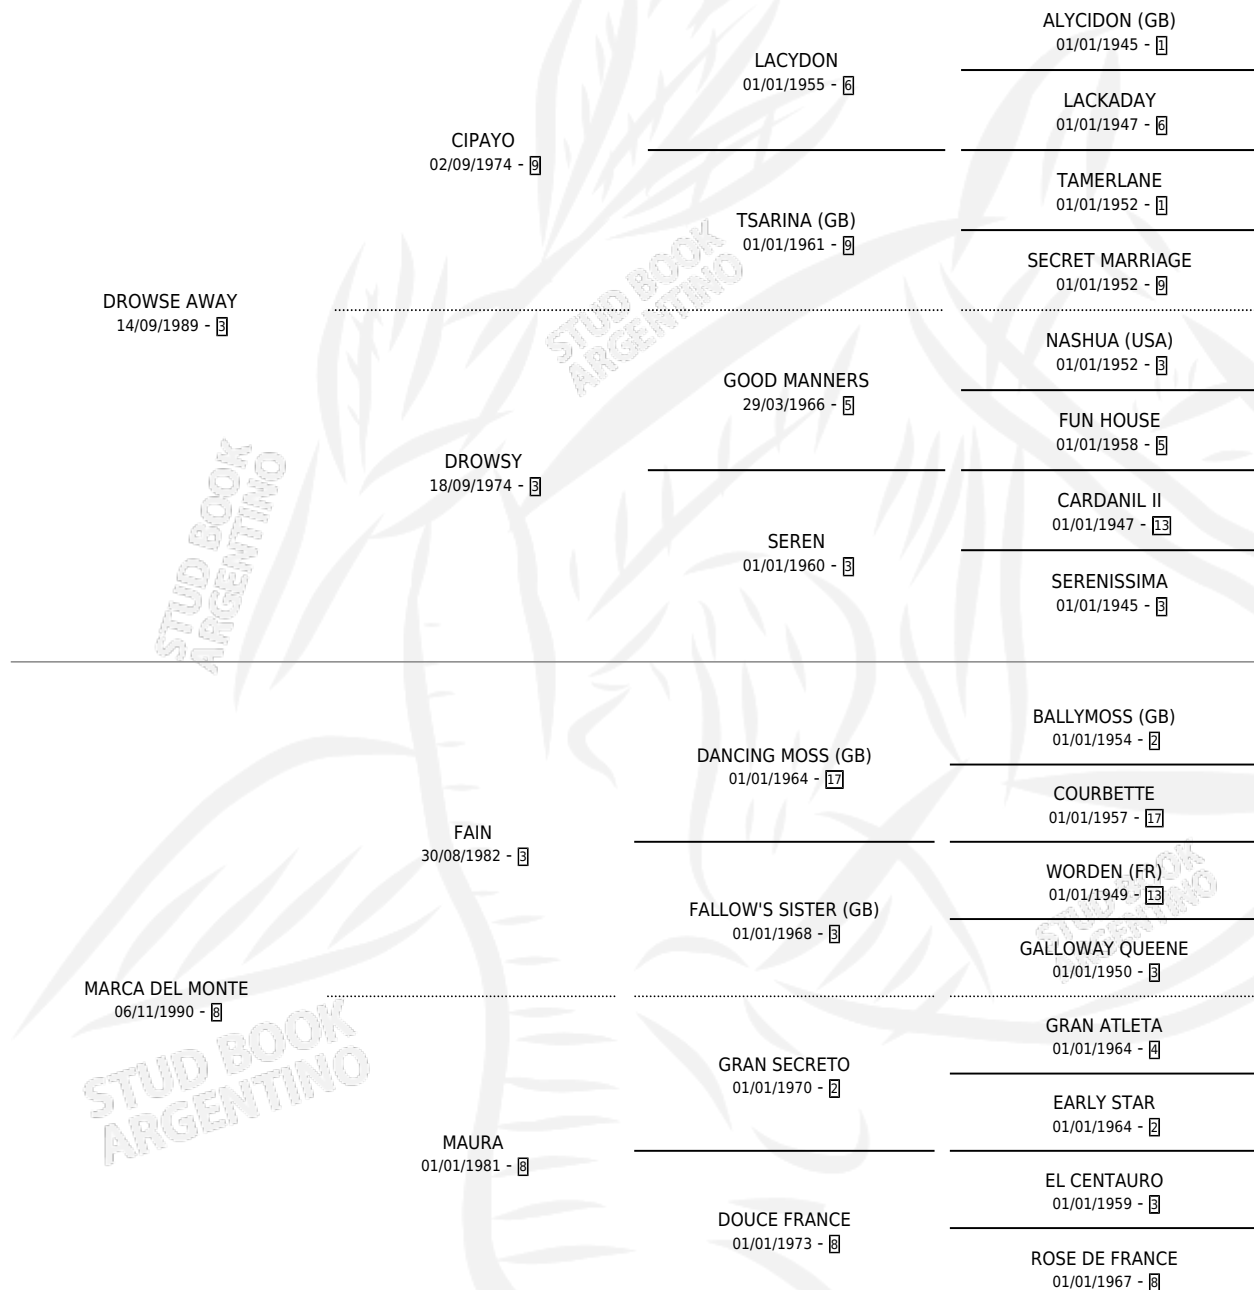 ALYCIDON (GB)
01/01/1945 - 1
LACYDON
01/01/1955 - 6
LACKADAY
01/01/1947 - 6
CIPAYO
02/09/1974 - 9
TAMERLANE
01/01/1952 - 1
TSARINA (GB)
01/01/1961 - 9
SECRET MARRIAGE
01/01/1952 - 9
DROWSE AWAY
14/09/1989 - 3
NASHUA (USA)
01/01/1952 - 3
GOOD MANNERS
29/03/1966 - 5
FUN HOUSE
01/01/1958 - 5
DROWSY
18/09/1974 - 3
CARDANIL II
01/01/1947 - 13
SEREN
01/01/1960 - 3
SERENISSIMA
01/01/1945 - 3
BALLYMOSS (GB)
01/01/1954 - 2
DANCING MOSS (GB)
01/01/1964 - 17
COURBETTE
01/01/1957 - 17
FAIN
30/08/1982 - 3
WORDEN (FR)
01/01/1949 - 13
FALLOW'S SISTER (GB)
01/01/1968 - 3
GALLOWAY QUEENE
01/01/1950 - 3
MARCA DEL MONTE
06/11/1990 - 8
GRAN ATLETA
01/01/1964 - 4
GRAN SECRETO
01/01/1970 - 2
EARLY STAR
01/01/1964 - 2
MAURA
01/01/1981 - 8
EL CENTAURO
01/01/1959 - 3
DOUCE FRANCE
01/01/1973 - 8
ROSE DE FRANCE
01/01/1967 - 8
STUD BOOK
ARGENTINO
STUD BOOK
ARGENTINO
STUD BOOK
ARGENTINO
STUD BOOK
ARGENTINO